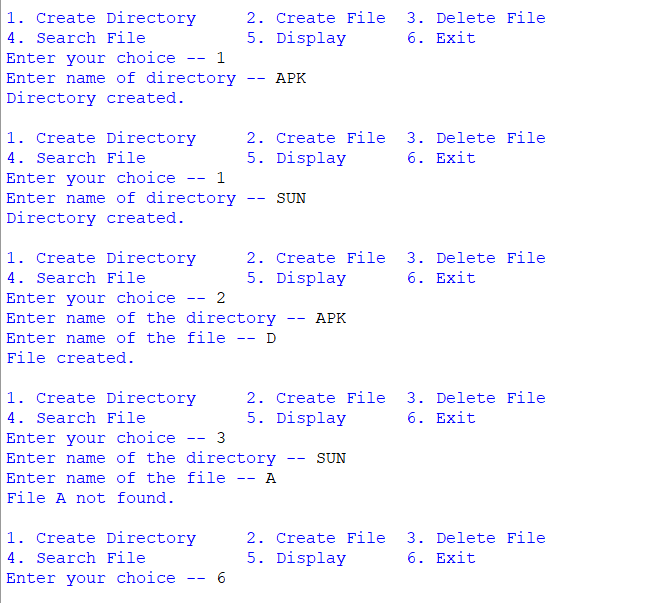 1. Create Directory     2. Create File  3. Delete File
4. Search File          5. Display      6. Exit
Enter your choice -- 1
Enter name of directory -- APK
Directory created.

1. Create Directory     2. Create File  3. Delete File
4. Search File          5. Display      6. Exit
Enter your choice -- 1
Enter name of directory -- SUN
Directory created.

1. Create Directory     2. Create File  3. Delete File
4. Search File          5. Display      6. Exit
Enter your choice -- 2
Enter name of the directory -- APK
Enter name of the file -- D
File created.

1. Create Directory     2. Create File  3. Delete File
4. Search File          5. Display      6. Exit
Enter your choice -- 3
Enter name of the directory -- SUN
Enter name of the file -- A
File A not found.

1. Create Directory     2. Create File  3. Delete File
4. Search File          5. Display      6. Exit
Enter your choice -- 6